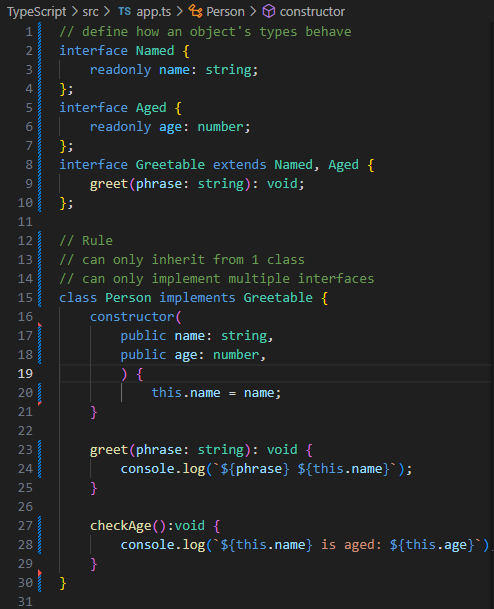 TypeScript > src > TS app.ts > Person > constructor
1 // define how an object's types behave
2 interface Named {
3 readonly name: string;
4 };
5 interface Aged {
6 readonly age: number;
7 };
8 interface Greetable extends Named, Aged {
9 greet(phrase: string): void;
10 };
11
12 // Rule
13 // can only inherit from 1 class
14 // can only implement multiple interfaces
15 class Person implements Greetable {
16 constructor(
17 public name: string,
18 public age: number,
19 ) {
20 this.name = name;
21 }
22
23 greet(phrase: string): void {
24 console.log(`${phrase} ${this.name}`);
25 }
26
27 checkAge():void {
28 console.log(`${this.name} is aged: ${this.age}`)
29 }
30 }
31